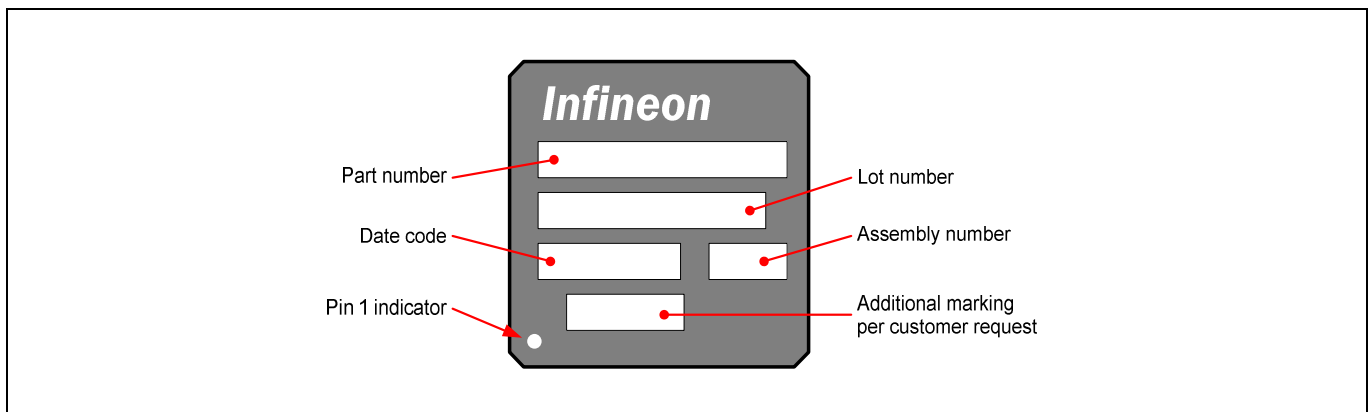 Infineon
Part number
Lot number
Date code
Assembly number
Pin 1 indicator
Additional marking
per customer request